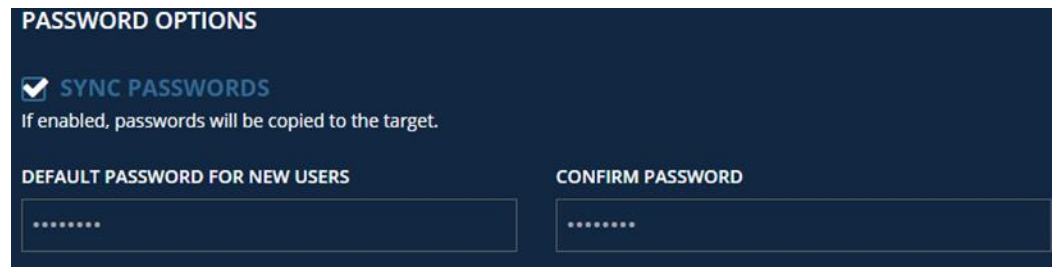 PASSWORD OPTIONS
SYNC PASSWORDS
If enabled, passwords will be copied to the target.
DEFAULT PASSWORD FOR NEW USERS
CONFIRM PASSWORD
••••••••
••••••••